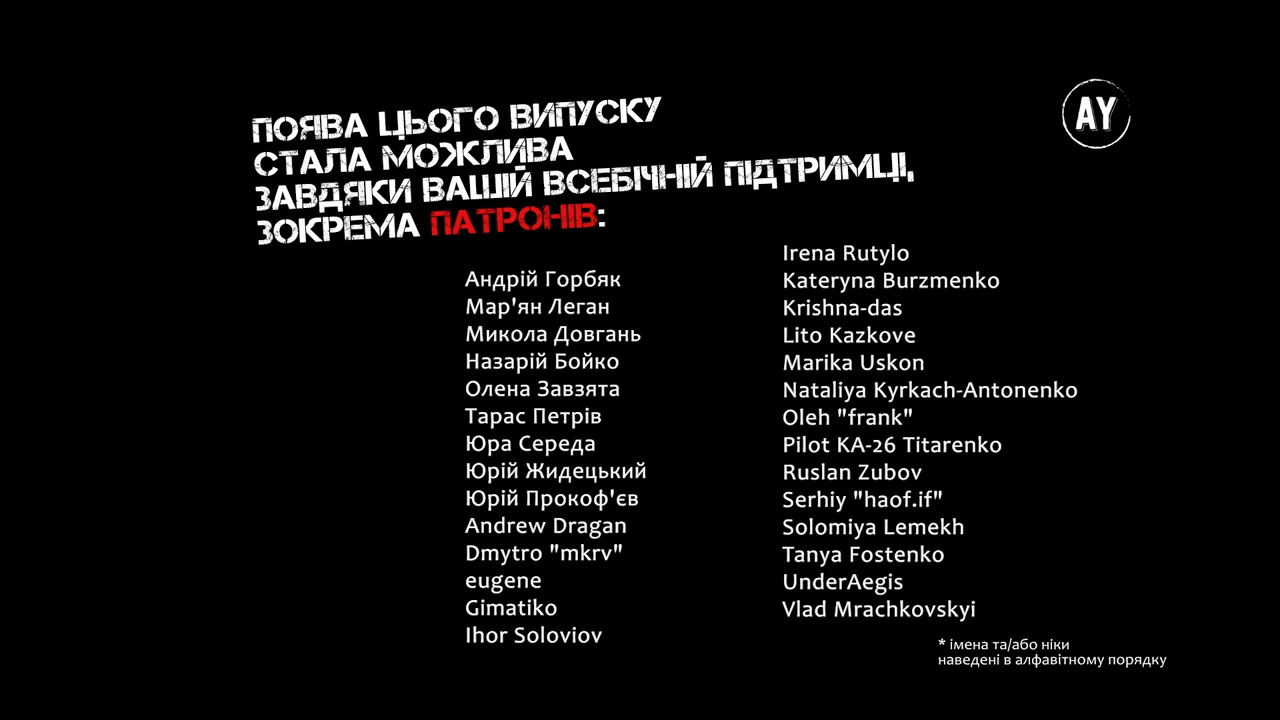 ПОЯВА ЦЬОГО ВИПУСКУ
СТАЛА МОЖЛИВА
ЗАВДЯКИ ВАШІЙ ВСЕБІЧНІЙ ПІДТРИМЦІ,
ЗОКРЕМА ПАТРОНІВ:
АУ
Андрій Горбяк
Мар'ян Леган
Микола Довгань
Назарій Бойко
Олена Завзята
Тарас Петрів
Юра Середа
Юрій Жидецький
Юрій Прокоф'єв
Andrew Dragan
Dmytro "mkrv"
eugene
Gimatiko
Ihor Soloviov
Irena Rutylo
Kateryna Burzmenko
Krishna-das
Lito Kazkove
Marika Uskon
Nataliya Kyrkach-Antonenko
Oleh "frank"
Pilot KA-26 Titarenko
Ruslan Zubov
Serhiy "haof.if"
Solomiya Lemekh
Tanya Fostenko
UnderAegis
Vlad Mrachkovskyi
* імена та/або ніки
наведені в алфавітному порядку